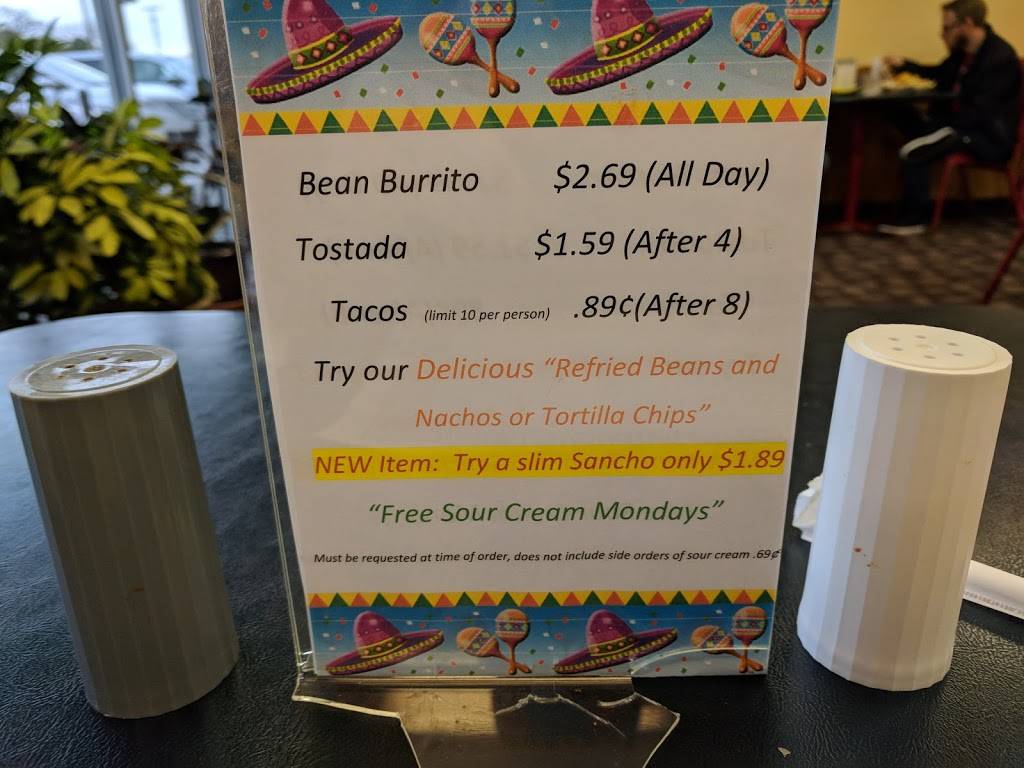 Bean Burrito $2.69 (All Day)
Tostada $1.59 (After 4)
Tacos (limit 10 per person) .89¢(After 8)
Try our Delicious “Refried Beans and
Nachos or Tortilla Chips”
NEW Item: Try a slim Sancho only $1.89
“Free Sour Cream Mondays”
Must be requested at time of order, does not include side orders of sour cream .69¢